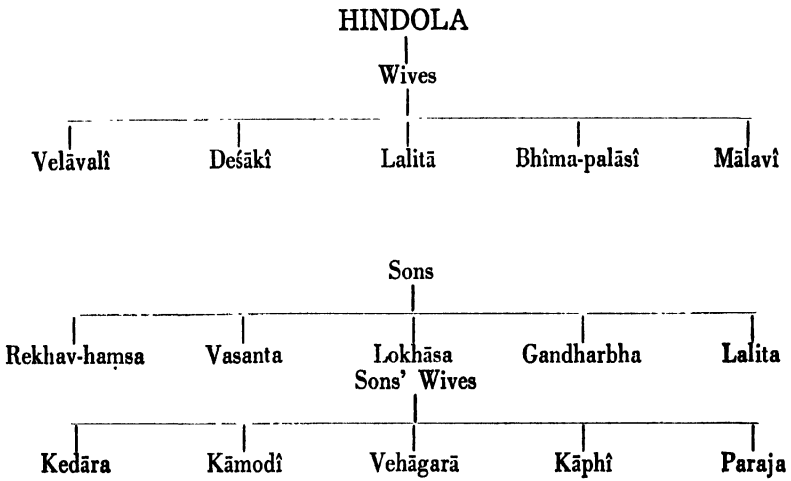 HINDOLA
Wives
Velāvalî Deśākî Lalitā Bhîma-palāsî Mālavî
Sons
Rekhav-haṃsa Vasanta Lokhāsa Gandharbha Lalita
Sons' Wives
Kedāra Kāmodî Vehāgarā Kāphî Paraja